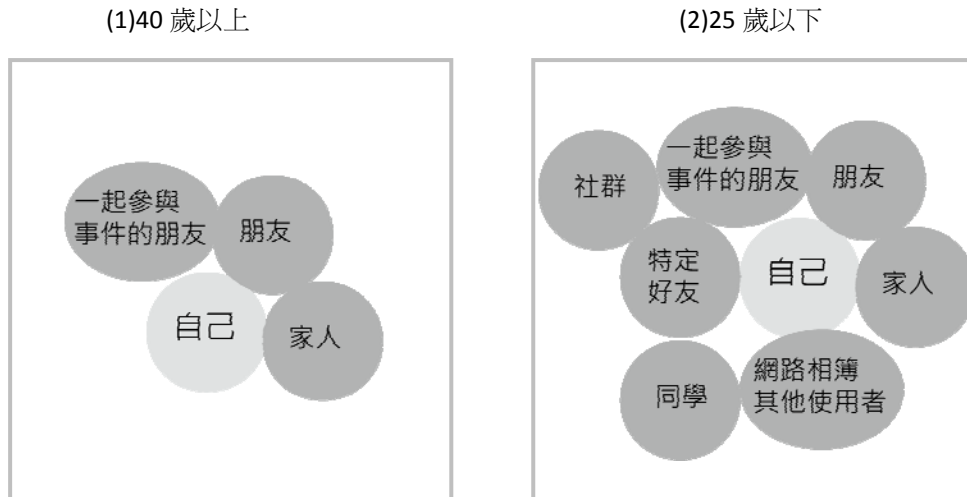 (1)40 歲以上
一起參與
事件的朋友
朋友
自己
家人
(2)25 歲以下
社群
一起參與
事件的朋友
朋友
特定
好友
自己
家人
同學
網路相簿
其他使用者